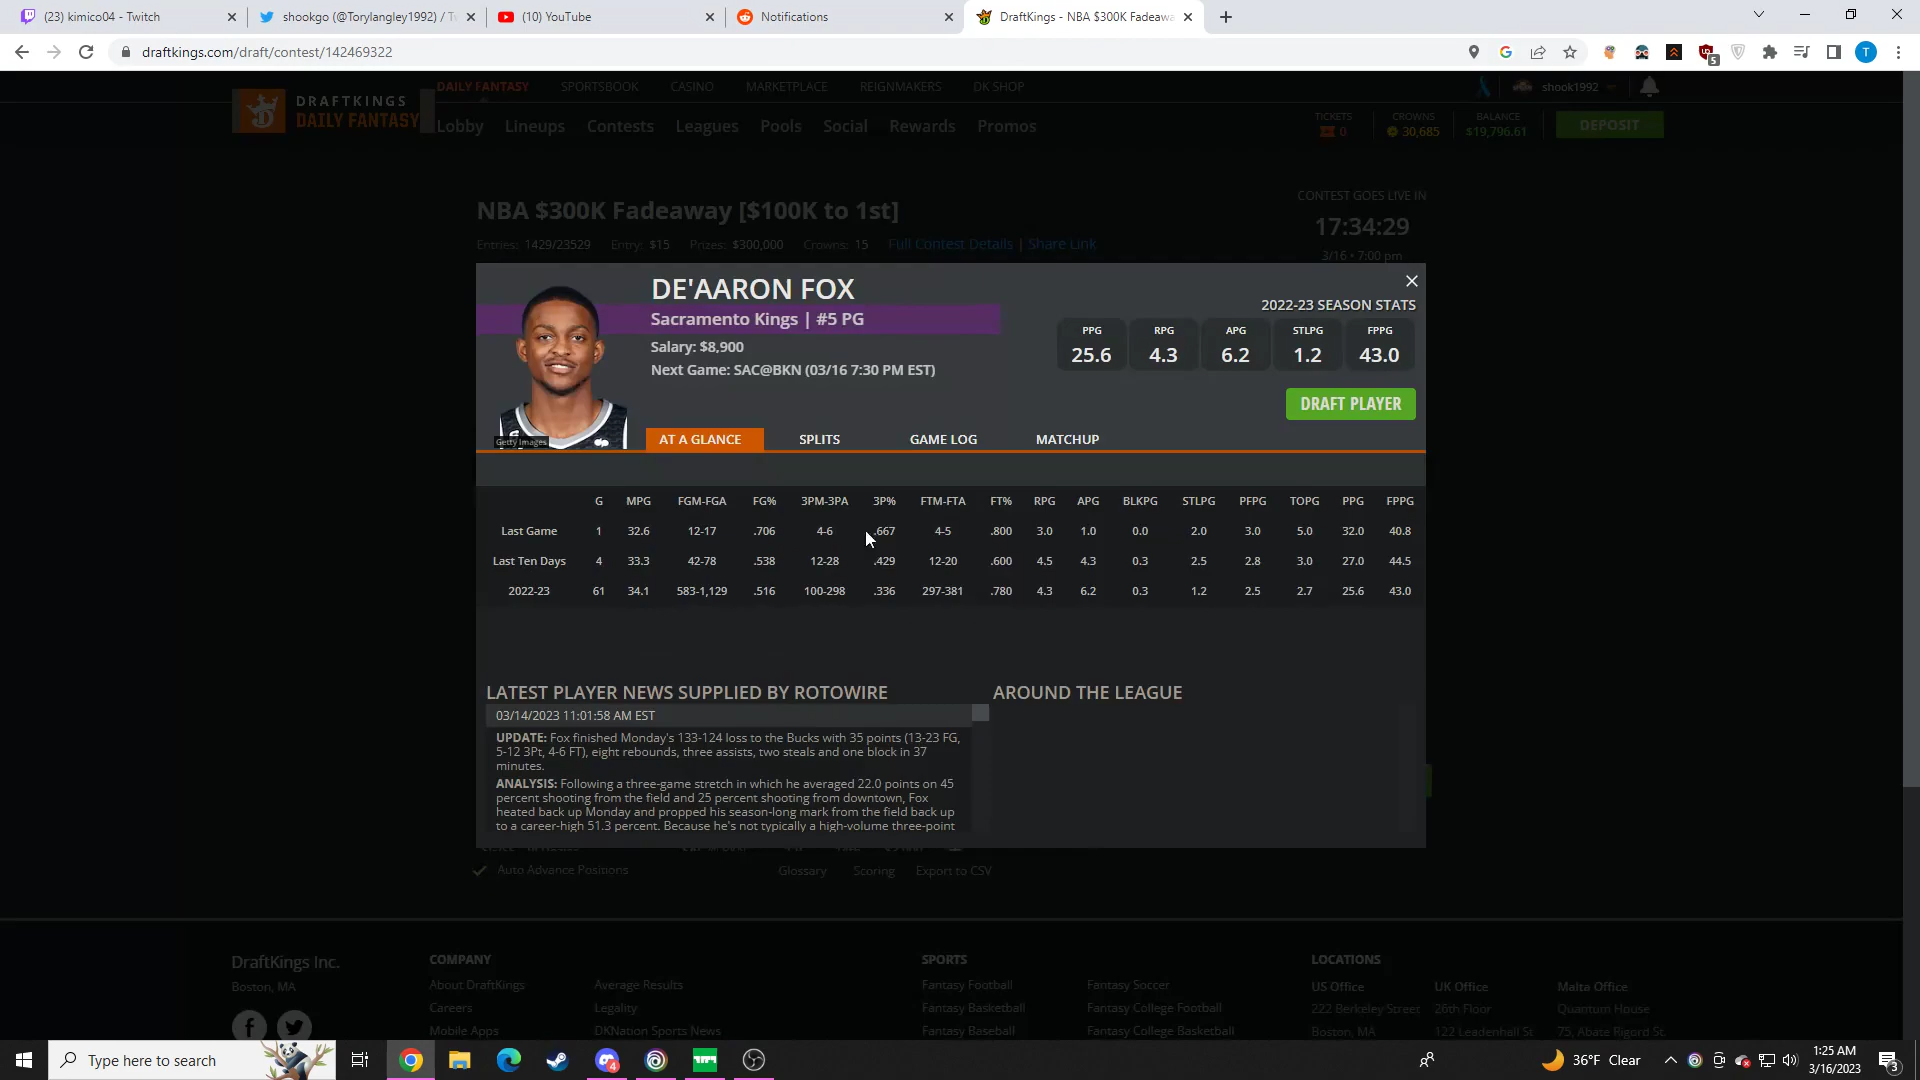 (23) kimico04 - Twitch
shookgo (@Torylangley1992) / Tw
(10) YouTube
Notifications
DraftKings - NBA $300K Fadeawa
draftkings.com/draft/contest/142469322
5
T
DRAFTKINGS
DAILY FANTASY
DAILY FANTASY SPORTSBOOK CASINO MARKETPLACE REIGNMAKERS DK SHOP
shook1992
Lobby Lineups Contests Leagues Pools Social Rewards Promos
TICKETS
0
CROWNS
30,685
BALANCE
$19,796.61
DEPOSIT
NBA $300K Fadeaway [$100K to 1st]
CONTEST GOES LIVE IN
17:34:29
3/16 • 7:00 pm
Entries: 1429/23529 Entry: $15 Prizes: $300,000 Crowns: 15 Full Contest Details | Share Link
DE'AARON FOX
Sacramento Kings | #5 PG
Salary: $8,900
Next Game: SAC@BKN (03/16 7:30 PM EST)
Getty Images
2022-23 SEASON STATS
PPG RPG APG STLPG FPPG
25.6 4.3 6.2 1.2 43.0
DRAFT PLAYER
AT A GLANCE SPLITS GAME LOG MATCHUP
G MPG FGM-FGA FG% 3PM-3PA 3P% FTM-FTA FT% RPG APG BLKPG STLPG PFPG TOPG PPG FPPG
Last Game 1 32.6 12-17 .706 4-6 .667 4-5 .800 3.0 1.0 0.0 2.0 3.0 5.0 32.0 40.8
Last Ten Days 4 33.3 42-78 .538 12-28 .429 12-20 .600 4.5 4.3 0.3 2.5 2.8 3.0 27.0 44.5
2022-23 61 34.1 583-1,129 .516 100-298 .336 297-381 .780 4.3 6.2 0.3 1.2 2.5 2.7 25.6 43.0
LATEST PLAYER NEWS SUPPLIED BY ROTOWIRE
03/14/2023 11:01:58 AM EST
UPDATE: Fox finished Monday's 133-124 loss to the Bucks with 35 points (13-23 FG,
5-12 3Pt, 4-6 FT), eight rebounds, three assists, two steals and one block in 37
minutes.
ANALYSIS: Following a three-game stretch in which he averaged 22.0 points on 45
percent shooting from the field and 25 percent shooting from downtown, Fox
heated back up Monday and propped his season-long mark from the field back up
to a career-high 51.3 percent. Because he's not typically a high-volume three-point
AROUND THE LEAGUE
Auto Advance Positions
Glossary Scoring Export to CSV
DraftKings Inc.
Boston, MA
COMPANY
About DraftKings
Careers
Mobile Apps
Average Results
Legality
DKNation Sports News
SPORTS
Fantasy Football
Fantasy Basketball
Fantasy Baseball
Fantasy Soccer
Fantasy College Football
Fantasy College Basketball
LOCATIONS
US Office
222 Berkeley Street
Boston, MA
UK Office
26th Floor
122 Leadenhall St
Malta Office
Quantum House
75, Abate Rigord St.
Type here to search
4
36°F Clear
1:25 AM
3/16/2023
3